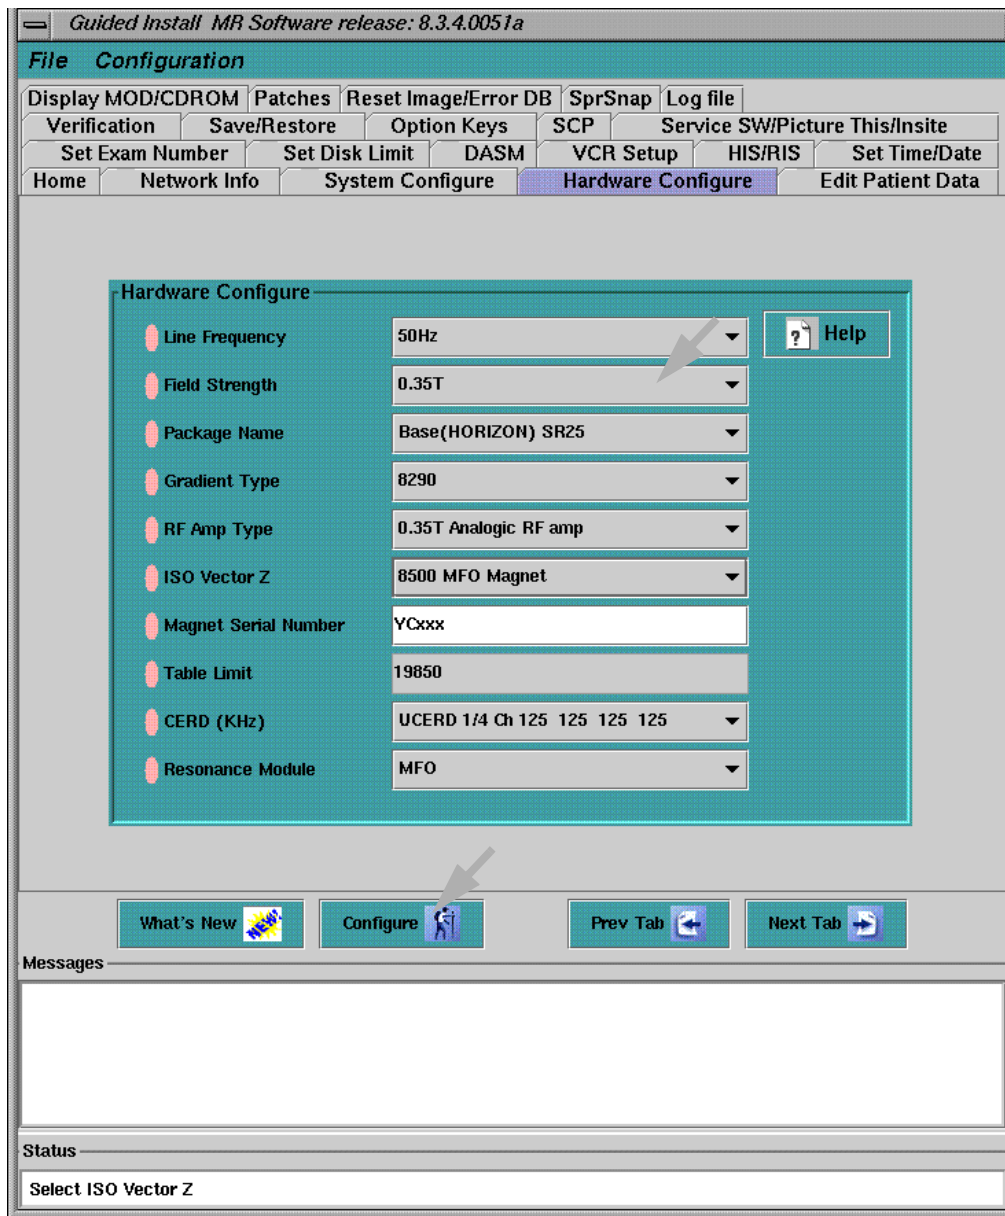 Guided Install MR Software release: 8.3.4.0051a
File Configuration
Display MOD/CDROM Patches Reset Image/Error DB SprSnap Log file
Verification Save/Restore Option Keys SCP Service SW/Picture This/Insite
Set Exam Number Set Disk Limit DASM VCR Setup HIS/RIS Set Time/Date
Home Network Info System Configure Hardware Configure Edit Patient Data
Hardware Configure
Line Frequency 50Hz ? Help
Field Strength 0.35T
Package Name Base(HORIZON) SR25
Gradient Type 8290
RF Amp Type 0.35T Analogic RF amp
ISO Vector Z 8500 MFO Magnet
Magnet Serial Number YCxxx
Table Limit 19850
CERD (KHz) UCERD 1/4 Ch 125 125 125 125
Resonance Module MFO
What's New NEW! Configure Prev Tab Next Tab
Messages
Status
Select ISO Vector Z